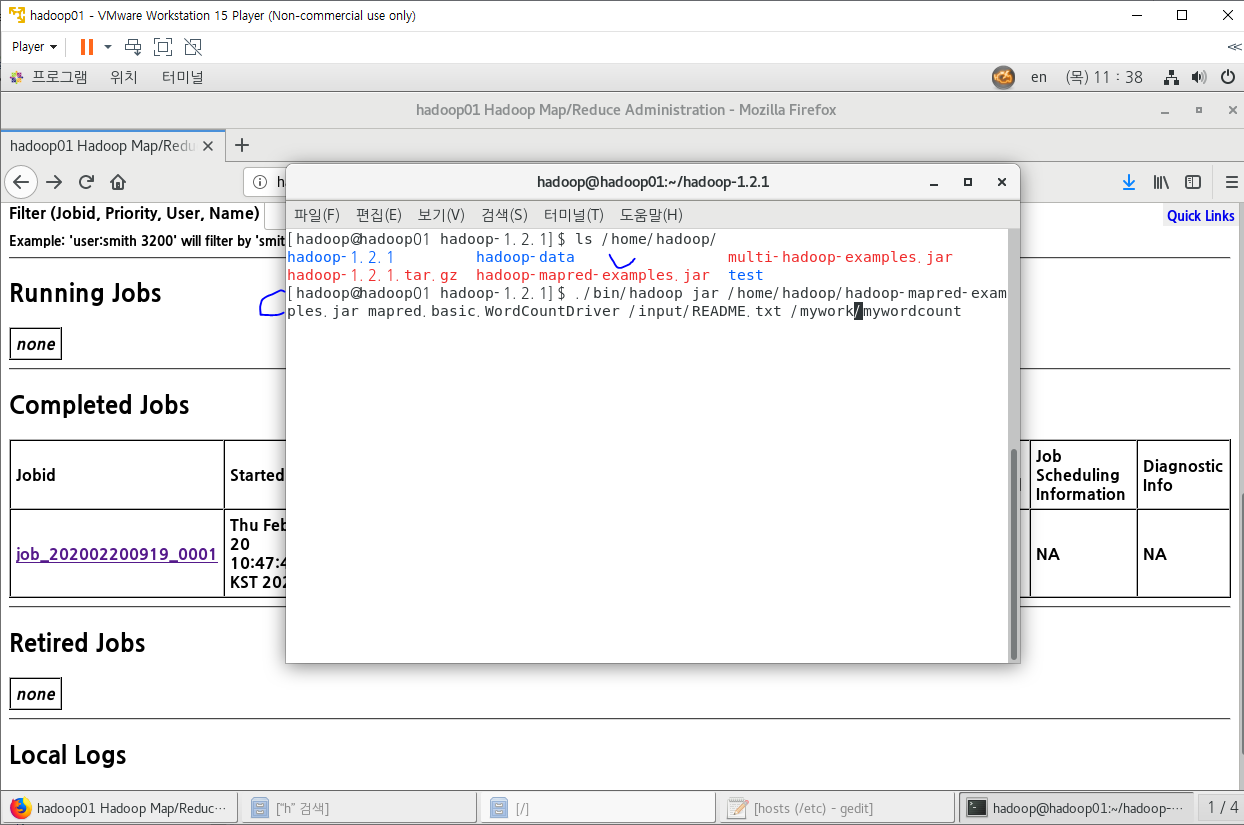 hadoop01 - VMware Workstation 15 Player (Non-commercial use only)
Player
프로그램 위치 터미널 en (목) 11 : 38
hadoop01 Hadoop Map/Reduce Administration - Mozilla Firefox
hadoop01 Hadoop Map/Redu
hadoop@hadoop01:~/hadoop-1.2.1
파일(F) 편집(E) 보기(V) 검색(S) 터미널(T) 도움말(H)
[hadoop@hadoop01 hadoop-1.2.1]$ ls /home/hadoop/
hadoop-1.2.1 hadoop-data multi-hadoop-examples.jar
hadoop-1.2.1.tar.gz hadoop-mapred-examples.jar test
[hadoop@hadoop01 hadoop-1.2.1]$ ./bin/hadoop jar /home/hadoop/hadoop-mapred-exam
ples.jar mapred.basic.WordCountDriver /input/README.txt /mywork/mywordcount
Filter (Jobid, Priority, User, Name)
Quick Links
Example: 'user:smith 3200' will filter by 'smit
Running Jobs
none
Completed Jobs
Jobid Started Job Scheduling Information Diagnostic Info
job_202002200919_0001
Thu Feb
20
10:47:4
KST 202
NA NA
Retired Jobs
none
Local Logs
hadoop01 Hadoop Map/Reduc… ["h" 검색] [/] [hosts (/etc) - gedit] hadoop@hadoop01:~/hadoop-… 1 / 4